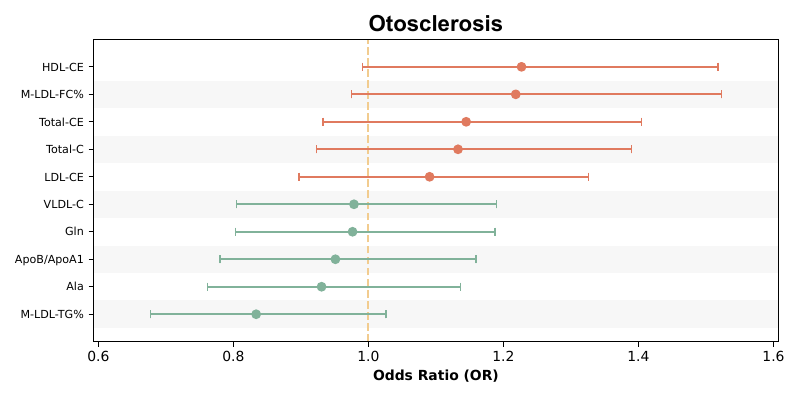 Otosclerosis
HDL-CE
M-LDL-FC%
Total-CE
Total-C
LDL-CE
VLDL-C
Gln
ApoB/ApoA1
Ala
M-LDL-TG%
0.6 0.8 1.0 1.2 1.4 1.6
Odds Ratio (OR)